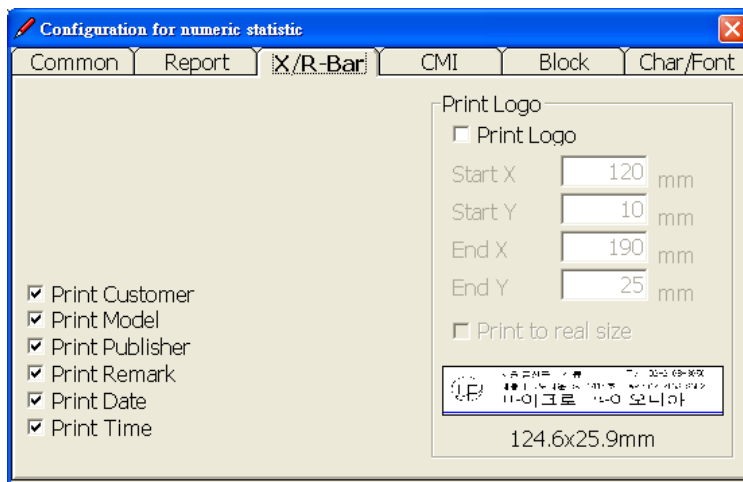 Configuration for numeric statistic
Common Report X/R-Bar CMI Block Char/Font
Print Logo
Print Logo
Start X 120 mm
Start Y 10 mm
End X 190 mm
End Y 25 mm
Print to real size
124.6x25.9mm
Print Customer
Print Model
Print Publisher
Print Remark
Print Date
Print Time